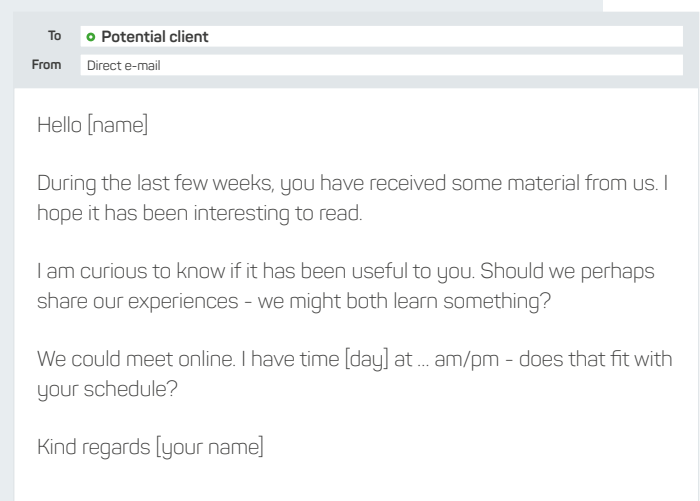 To Potential client
From Direct e-mail
Hello [name]
During the last few weeks, you have received some material from us. I
hope it has been interesting to read.
I am curious to know if it has been useful to you. Should we perhaps
share our experiences - we might both learn something?
We could meet online. I have time [day] at ... am/pm - does that fit with
your schedule?
Kind regards [your name]